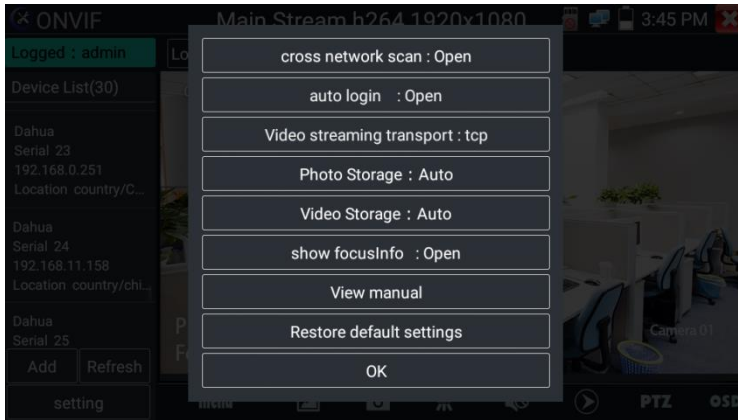 ONVIF
Main Stream h264 1920x1080
3:45 PM
Logged : admin
Lo
Device List(30)
Dahua
Serial 23
192.168.0.251
Location country/C...
Dahua
Serial 24
192.168.11.158
Location country/chi...
Dahua
Serial 25
Add
Refresh
setting
cross network scan : Open
auto login : Open
Video streaming transport : tcp
Photo Storage : Auto
Video Storage : Auto
show focusInfo : Open
View manual
Restore default settings
OK
P
F
Camera 01
menu
PTZ
OSD